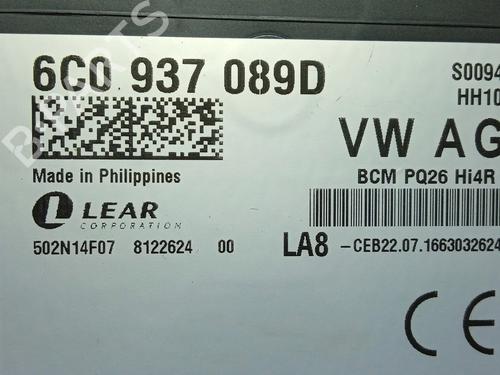 6C0 937 089D
S0094
HH10
VW AG
Made in Philippines
BCM PQ26 Hi4R
LEAR
CORPORATION
502N14F07 8122624 00
LA8 -CEB22.07.1663032624
CE